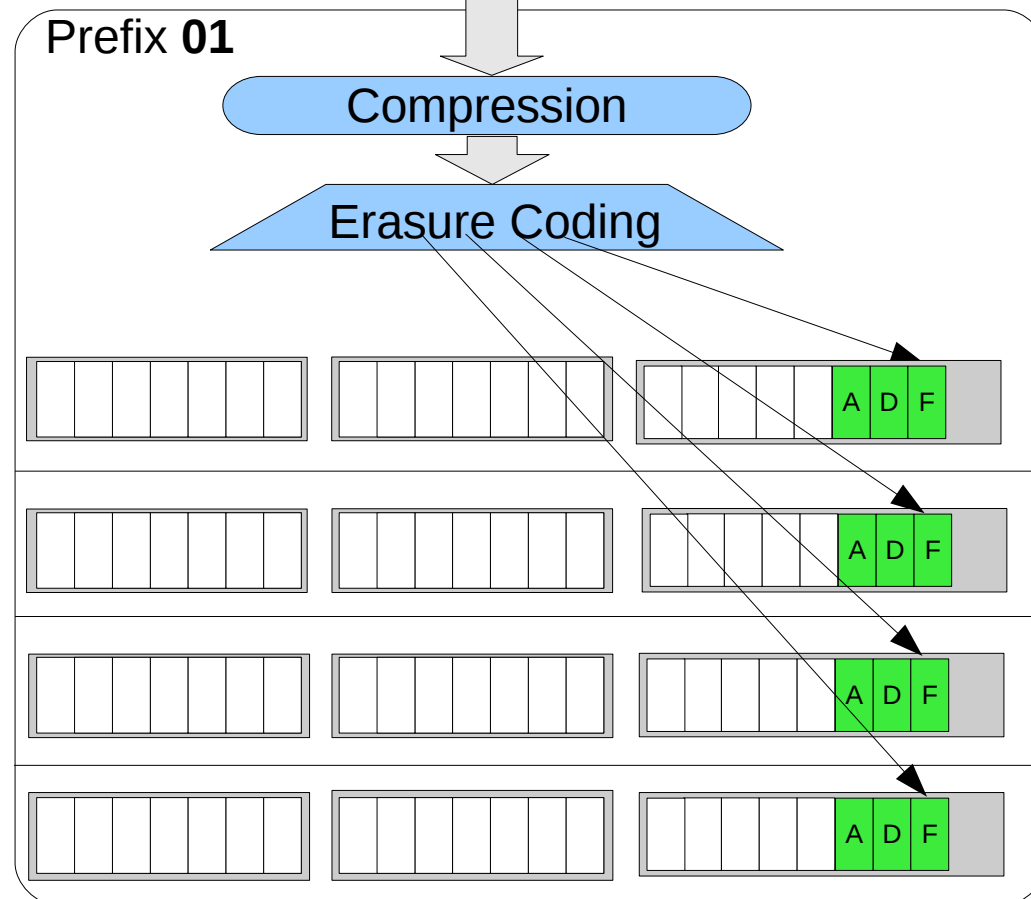 Prefix 01
Compression
Erasure Coding
A D F
A D F
A D F
A D F